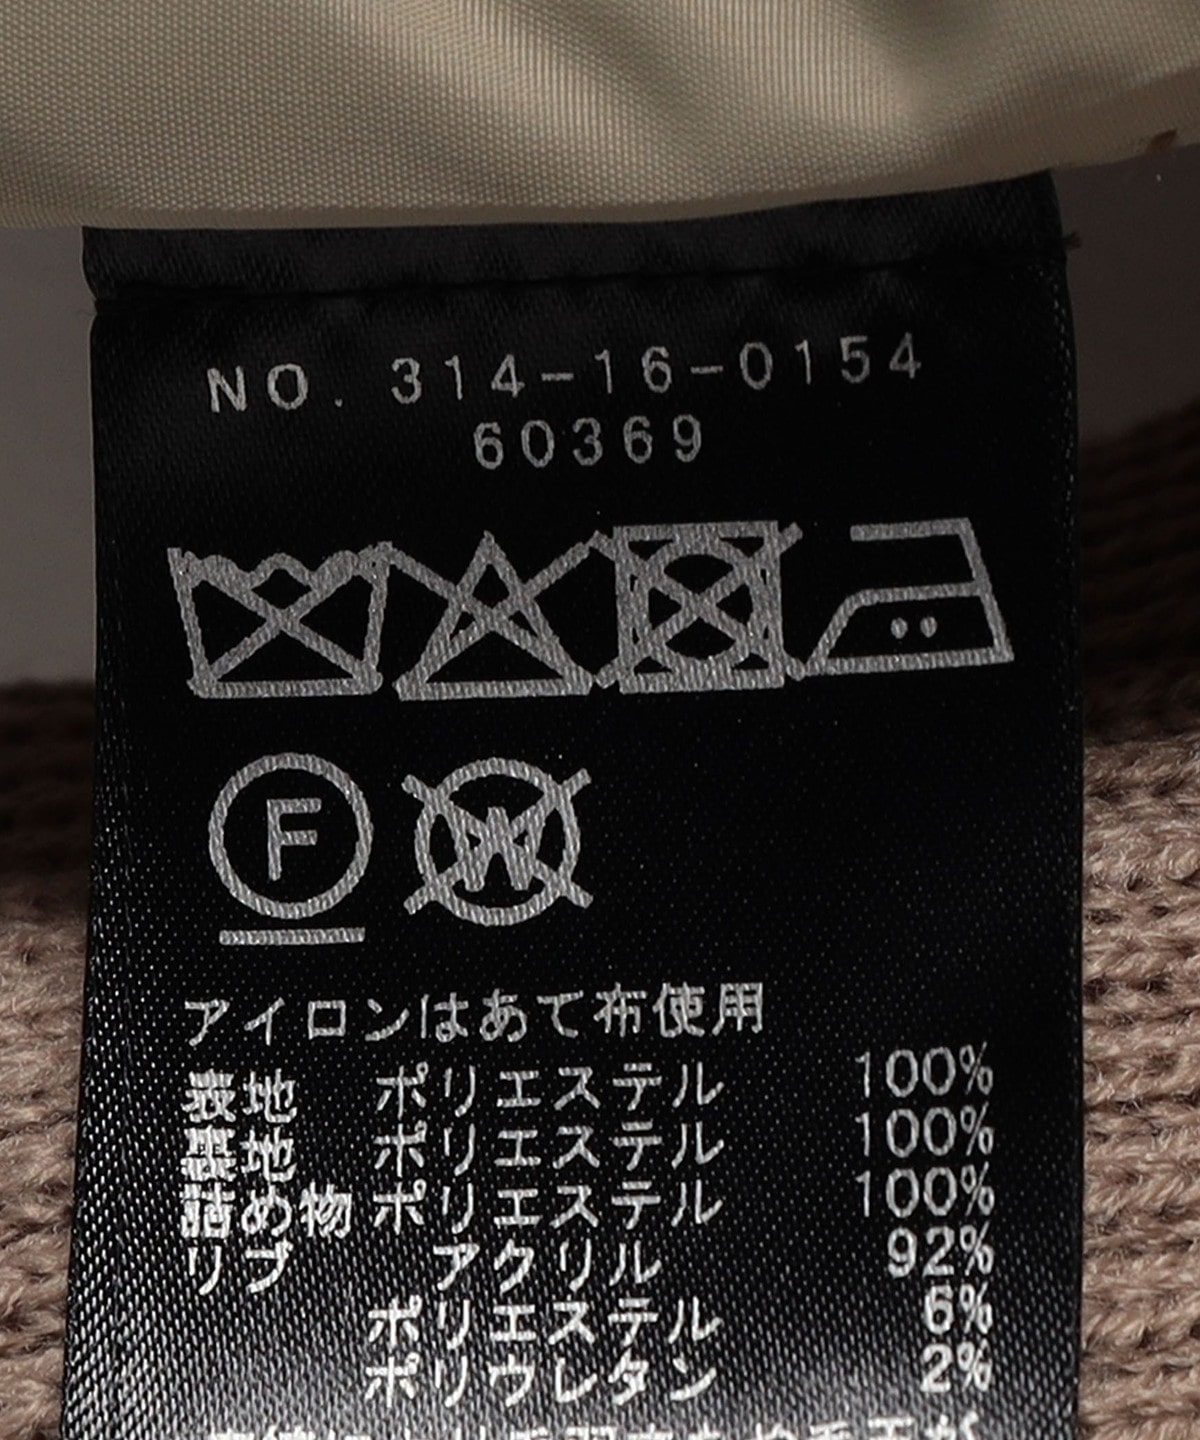 NO. 314-16-0154
60369
F
W
アイロンはあて布使用
表地 ポリエステル 100%
裏地 ポリエステル 100%
詰め物 ポリエステル 100%
リブ アクリル 92%
ポリエステル 6%
ポリウレタン 2%